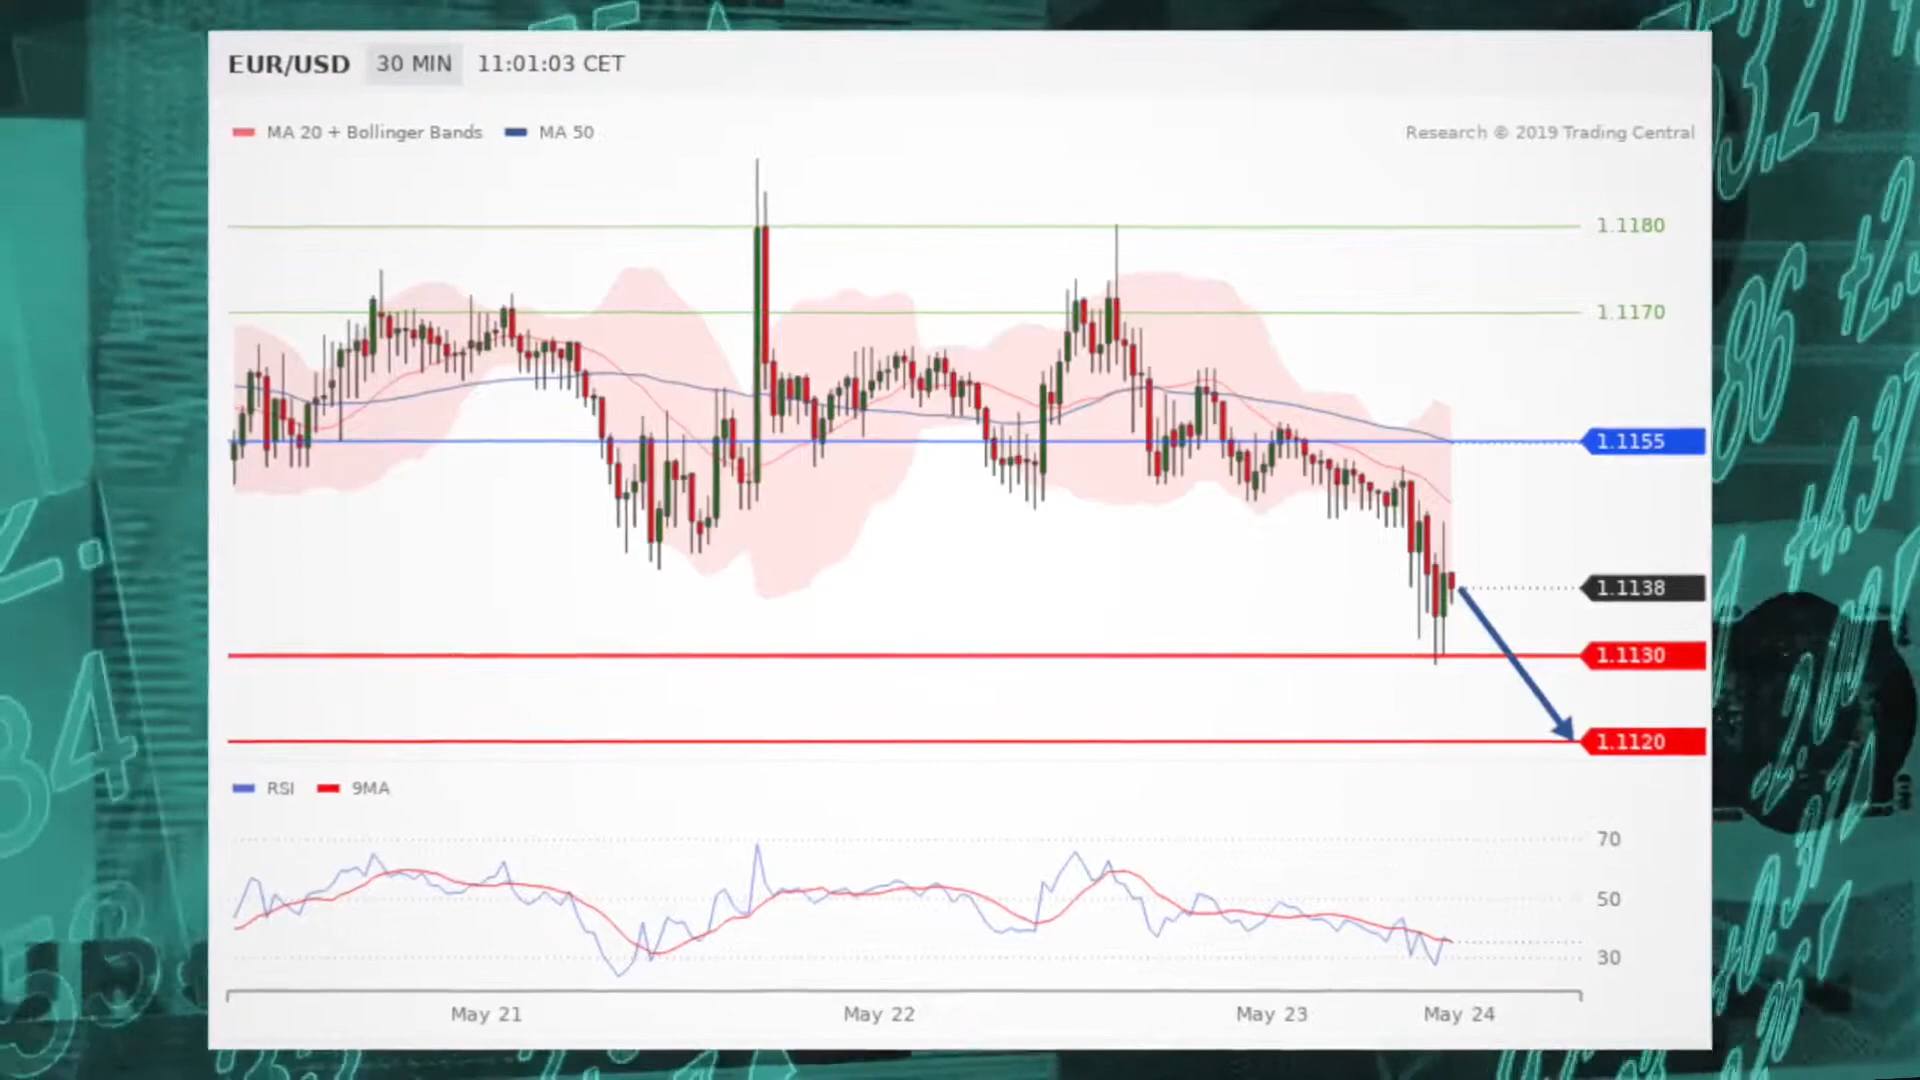 EUR/USD 30 MIN 11:01:03 CET
MA 20 + Bollinger Bands MA 50
Research © 2019 Trading Central
1.1180
1.1170
1.1155
1.1138
1.1130
1.1120
RSI 9MA
70
50
30
May 21 May 22 May 23 May 24